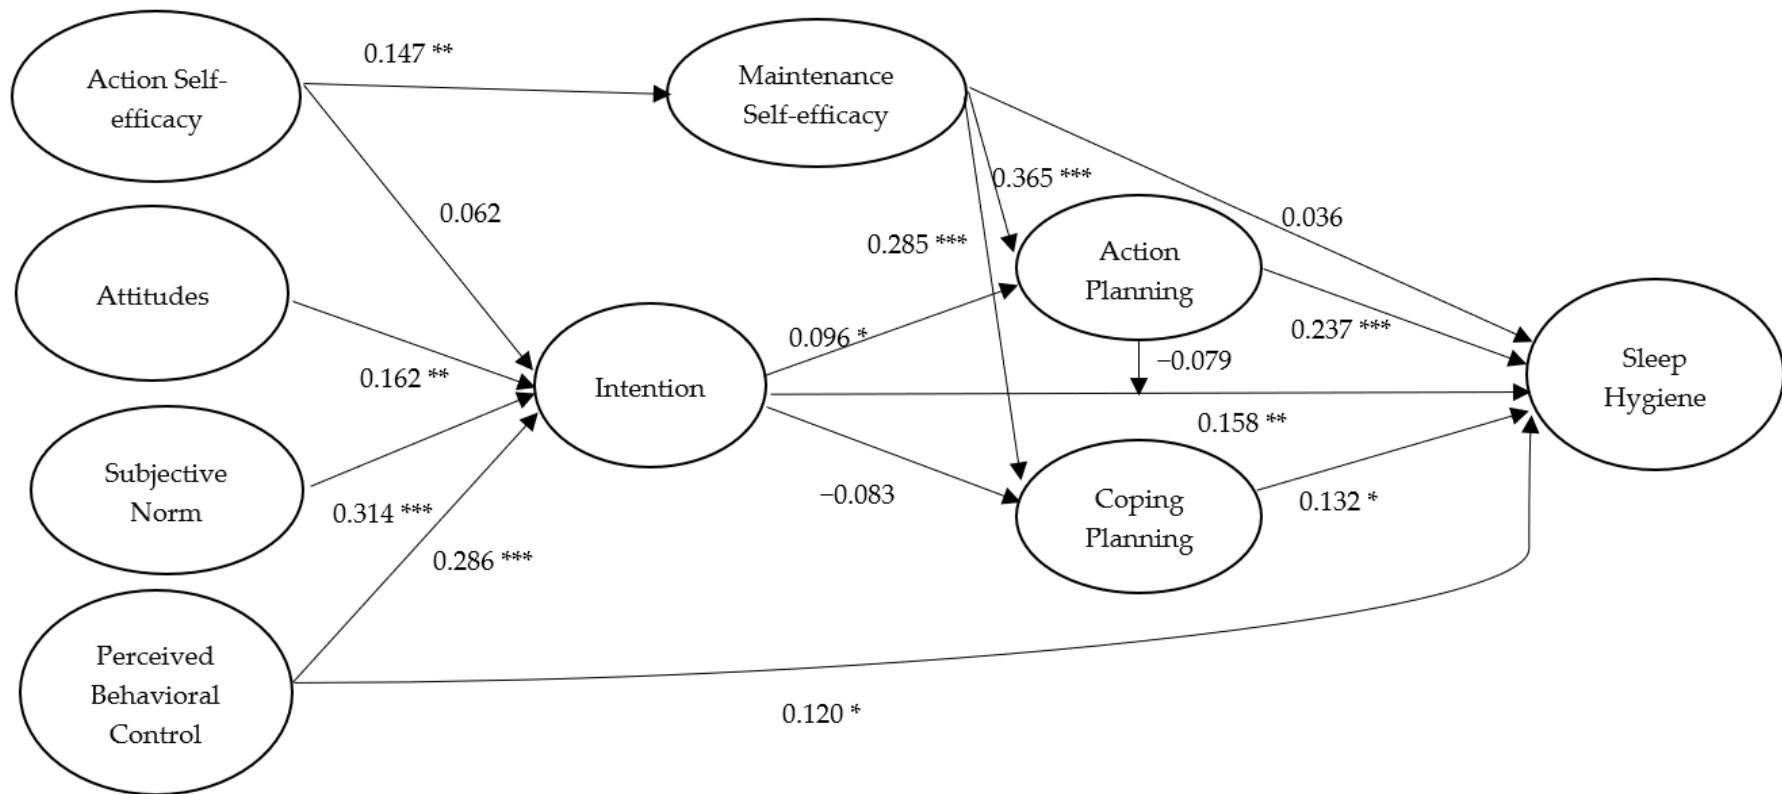 Action Self-
efficacy
0.147 **
Maintenance
Self-efficacy
0.062
0.365 ***
0.285 ***
0.036
Attitudes
Action
Planning
0.162 **
Intention
0.096 *
−0.079
0.237 ***
Sleep
Hygiene
0.158 **
Subjective
Norm
0.314 ***
−0.083
Coping
Planning
0.132 *
0.286 ***
Perceived
Behavioral
Control
0.120 *